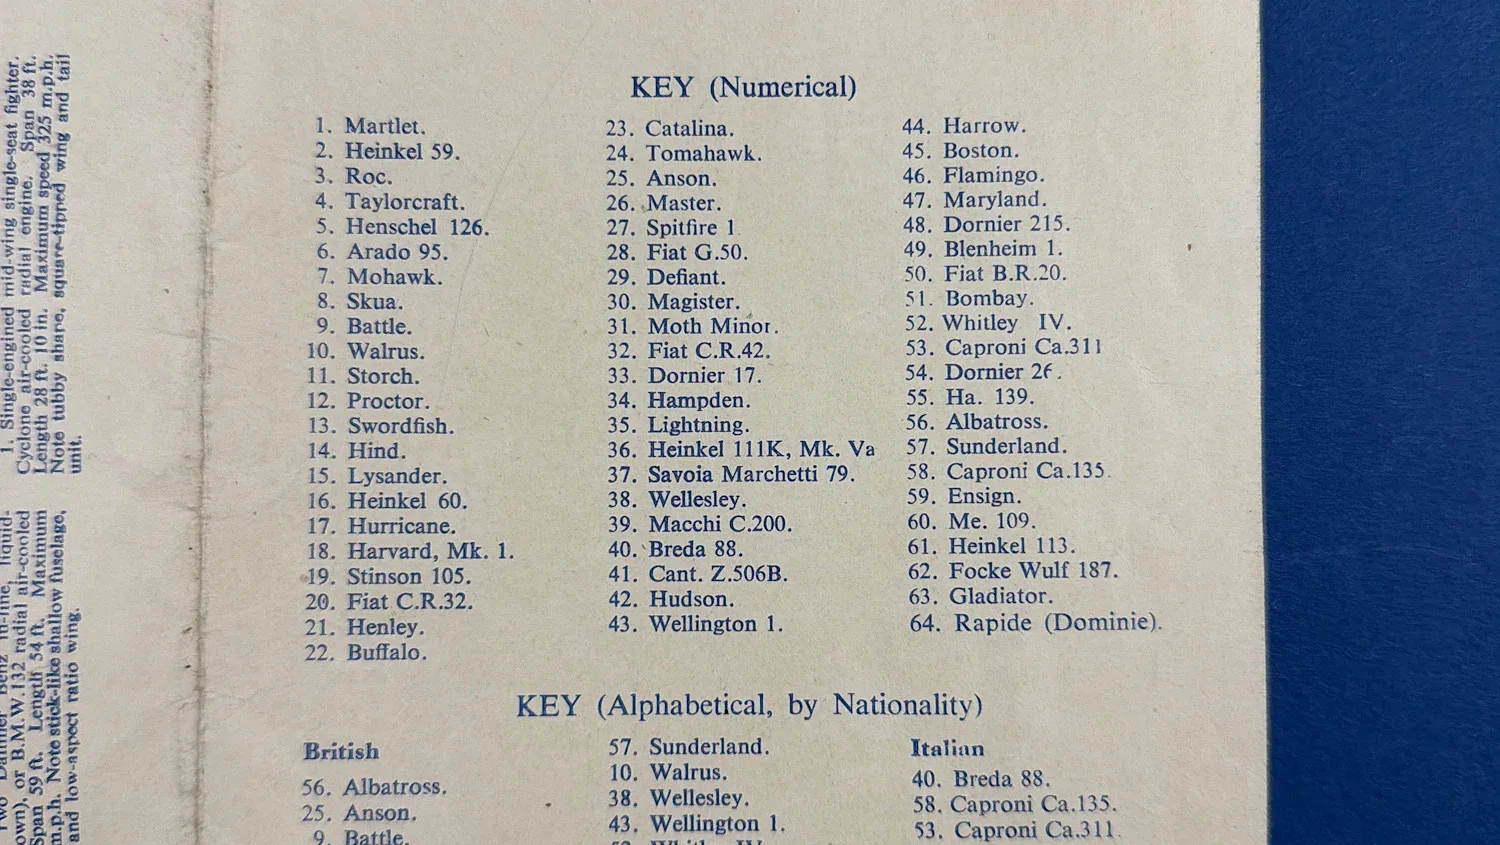 1. Single-engined mid-wing single-seat fighter.
Cyclone air-cooled radial engine. Span 38 ft.
Length 28 ft. 10 in. Maximum speed 325 m.p.h.
Note tubby shape, square-tipped wing and tail
unit.
in-line, liquid-
or B.M.W.132 radial air-cooled
Span 59 ft. Length 54 ft. Maximum
m.p.h. Note stick-like shallow fuselage,
and low-aspect ratio wing.
KEY (Numerical)
1. Martlet.
2. Heinkel 59.
3. Roc.
4. Taylorcraft.
5. Henschel 126.
6. Arado 95.
7. Mohawk.
8. Skua.
9. Battle.
10. Walrus.
11. Storch.
12. Proctor.
13. Swordfish.
14. Hind.
15. Lysander.
16. Heinkel 60.
17. Hurricane.
18. Harvard, Mk. 1.
19. Stinson 105.
20. Fiat C.R.32.
21. Henley.
22. Buffalo.
23. Catalina.
24. Tomahawk.
25. Anson.
26. Master.
27. Spitfire 1
28. Fiat G.50.
29. Defiant.
30. Magister.
31. Moth Minor.
32. Fiat C.R.42.
33. Dornier 17.
34. Hampden.
35. Lightning.
36. Heinkel 111K, Mk. Va
37. Savoia Marchetti 79.
38. Wellesley.
39. Macchi C.200.
40. Breda 88.
41. Cant. Z.506B.
42. Hudson.
43. Wellington 1.
44. Harrow.
45. Boston.
46. Flamingo.
47. Maryland.
48. Dornier 215.
49. Blenheim 1.
50. Fiat B.R.20.
51. Bombay.
52. Whitley IV.
53. Caproni Ca.311
54. Dornier 26.
55. Ha. 139.
56. Albatross.
57. Sunderland.
58. Caproni Ca.135.
59. Ensign.
60. Me. 109.
61. Heinkel 113.
62. Focke Wulf 187.
63. Gladiator.
64. Rapide (Dominie).
KEY (Alphabetical, by Nationality)
British
56. Albatross.
25. Anson.
9. Battle.
57. Sunderland.
10. Walrus.
38. Wellesley.
43. Wellington 1.
Italian
40. Breda 88.
58. Caproni Ca.135.
53. Caproni Ca.311.